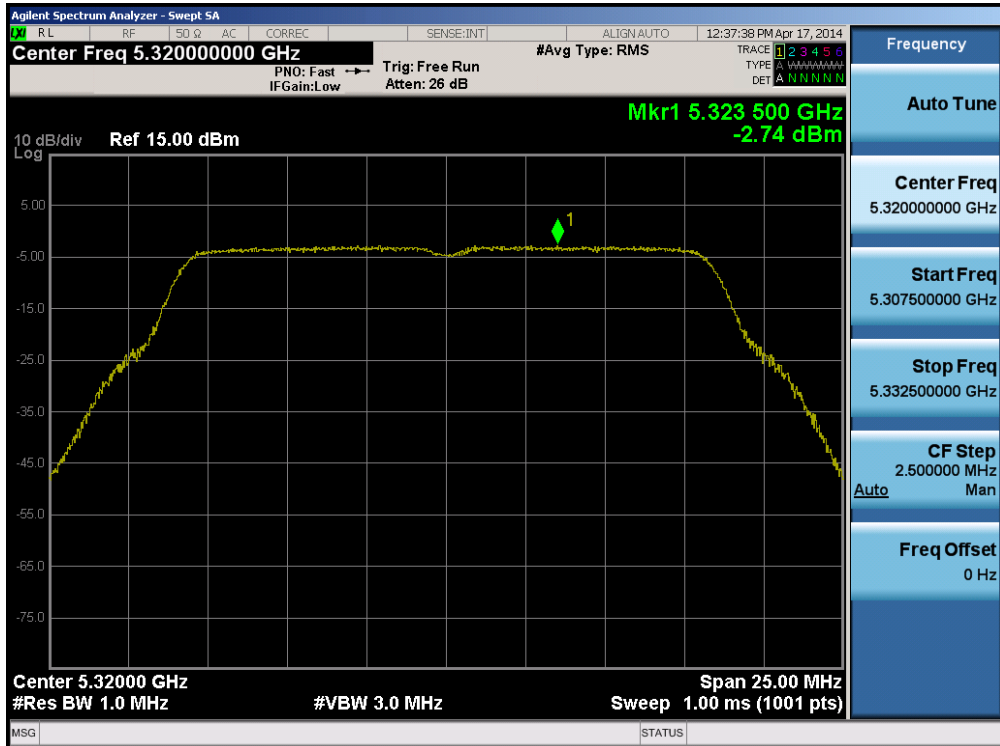 Agilent Spectrum Analyzer - Swept SA
LXI RL RF 50 Ω AC CORREC SENSE:INT ALIGN AUTO 12:37:38 PM Apr 17, 2014
Center Freq 5.320000000 GHz
PNO: Fast
IFGain:Low
Trig: Free Run
Atten: 26 dB
#Avg Type: RMS
TRACE 1 2 3 4 5 6
TYPE A WWWWW
DET A N N N N N
Mkr1 5.323 500 GHz
-2.74 dBm
10 dB/div Ref 15.00 dBm
Log
1
5.00
-5.00
-15.0
-25.0
-35.0
-45.0
-55.0
-65.0
-75.0
Center 5.32000 GHz Span 25.00 MHz
#Res BW 1.0 MHz #VBW 3.0 MHz Sweep 1.00 ms (1001 pts)
MSG STATUS
Frequency
Auto Tune
Center Freq
5.320000000 GHz
Start Freq
5.307500000 GHz
Stop Freq
5.332500000 GHz
CF Step
2.500000 MHz
Auto Man
Freq Offset
0 Hz